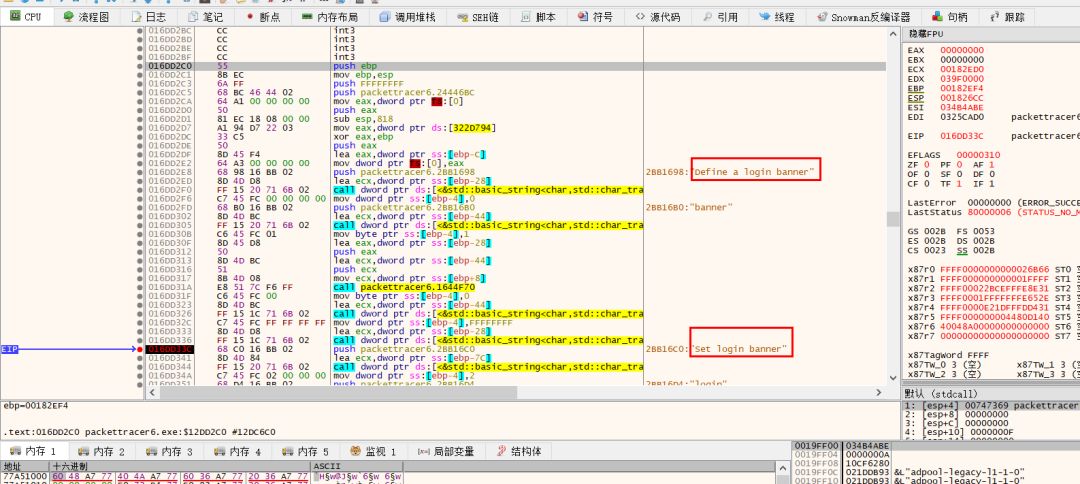 CPU 流程图 日志 笔记 断点 内存布局 调用堆栈 SEH链 脚本 符号 源代码 引用 线程 Snowman反编译器 句柄 跟踪
016DD2BC CC int3
016DD2BD CC int3
016DD2BE CC int3
016DD2BF CC int3
016DD2C0 55 push ebp
016DD2C1 8B EC mov ebp,esp
016DD2C3 6A FF push FFFFFFFF
016DD2C5 68 BC 46 44 02 push packettracer6.24446BC
016DD2CA 64 A1 00 00 00 00 mov eax,dword ptr fs:[0]
016DD2D0 50 push eax
016DD2D1 81 EC 18 08 00 00 sub esp,818
016DD2D7 A1 94 D7 22 03 mov eax,dword ptr ds:[322D794]
016DD2DC 33 C5 xor eax,ebp
016DD2DE 50 push eax
016DD2DF 8D 45 F4 lea eax,dword ptr ss:[ebp-C]
016DD2E2 64 A3 00 00 00 00 mov dword ptr fs:[0],eax
016DD2E8 68 98 16 BB 02 push packettracer6.2BB1698 2BB1698:"Define a login banner"
016DD2ED 8D 4D D8 lea ecx,dword ptr ss:[ebp-28]
016DD2F0 FF 15 20 71 6B 02 call dword ptr ds:[<&std::basic_string<char,std::char_tra
016DD2F6 C7 45 FC 00 00 00 00 mov dword ptr ss:[ebp-4],0
016DD2FD 68 B0 16 BB 02 push packettracer6.2BB16B0 2BB16B0:"banner"
016DD302 8D 4D BC lea ecx,dword ptr ss:[ebp-44]
016DD305 FF 15 20 71 6B 02 call dword ptr ds:[<&std::basic_string<char,std::char_tra
016DD30B C6 45 FC 01 mov byte ptr ss:[ebp-4],1
016DD30F 8D 45 D8 lea eax,dword ptr ss:[ebp-28]
016DD312 50 push eax
016DD313 8D 4D BC lea ecx,dword ptr ss:[ebp-44]
016DD316 51 push ecx
016DD317 8B 4D 08 mov ecx,dword ptr ss:[ebp+8]
016DD31A E8 51 7C F6 FF call packettracer6.1644F70
016DD31F C6 45 FC 00 mov byte ptr ss:[ebp-4],0
016DD323 8D 4D BC lea ecx,dword ptr ss:[ebp-44]
016DD326 FF 15 1C 71 6B 02 call dword ptr ds:[<&std::basic_string<char,std::char_tra
016DD32C C7 45 FC FF FF FF FF mov dword ptr ss:[ebp-4],FFFFFFFF
016DD333 8D 4D D8 lea ecx,dword ptr ss:[ebp-28]
016DD336 FF 15 1C 71 6B 02 call dword ptr ds:[<&std::basic_string<char,std::char_tra
EIP 016DD33C 68 C0 16 BB 02 push packettracer6.2BB16C0 2BB16C0:"Set login banner"
016DD341 8D 4D 84 lea ecx,dword ptr ss:[ebp-7C]
016DD344 FF 15 20 71 6B 02 call dword ptr ds:[<&std::basic_string<char,std::char_tra
016DD34A C7 45 FC 02 00 00 00 mov dword ptr ss:[ebp-4],2
016DD351 68 D4 16 BB 02 push packettracer6.2BB16D4 2BB16D4:"login"
隐藏FPU
EAX 00000000
EBX 00000000
ECX 00182ED0
EDX 039F0000
EBP 00182EF4
ESP 001826CC
ESI 034B4ABE
EDI 0325CAD0 packettracer6
EIP 016DD33C packettracer6
EFLAGS 00000310
ZF 0 PF 0 AF 1
OF 0 SF 0 DF 0
CF 0 TF 1 IF 1
LastError 00000000 (ERROR_SUCCE
LastStatus 80000006 (STATUS_NO_M
GS 002B FS 0053
ES 002B DS 002B
CS 0023 SS 002B
x87r0 FFFF0000000000026B66 ST0
x87r1 FFFF000000000001FFFF ST1
x87r2 FFFF00022BCEFFFE8E31 ST2
x87r3 FFFF0001FFFFFFFE652E ST3
x87r4 FFFF0000E21DFFFDD431 ST4
x87r5 FFFF00000004480D0140 ST5
x87r6 40048A00000000000000 ST6
x87r7 00000000000000000000 ST7
x87TagWord FFFF
x87TW_0 3 (空) x87TW_1 3 (
x87TW_2 3 (空) x87TW_3 3 (
默认 (stdcall)
1: [esp+4] 00747369 packettracer
2: [esp+8] 00000000
3: [esp+C] 00000000
4: [esp+10] 0000000F
ebp=00182EF4
.text:016DD2C0 packettracer6.exe:$12DD2C0 #12DC6C0
内存 1 内存 2 内存 3 内存 4 内存 5 监视 1 局部变量 结构体
地址 十六进制 ASCII
77A51000 60 48 A7 77 40 4A A7 77 60 36 A7 77 20 36 A7 77
0019FF00 034B4ABE
0019FF04 0000000A
0019FF08 10CF6280
0019FF0C 021DDB93 &L"adpool-legacy-l1-1-0"
0019FF10 021DDB93 &L"adpool-legacy-l1-1-0"